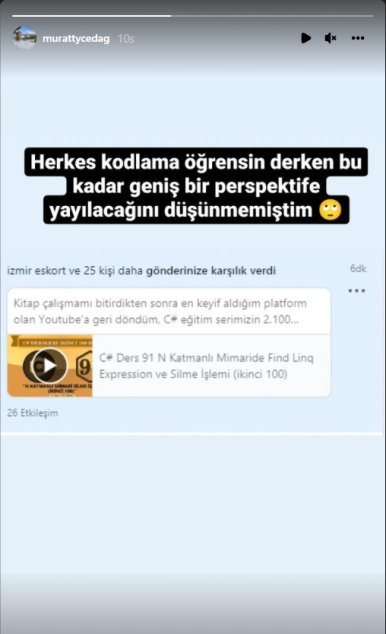 murattycedag 10s
Herkes kodlama öğrensin derken bu
kadar geniş bir perspektife
yayılacağını düşünmemiştim 🙄
izmir eskort ve 25 kişi daha gönderinize karşılık verdi
6dk
Kitap çalışmamı bitirdikten sonra en keyif aldığım platform
olan Youtube'a geri döndüm, C# eğitim serimizin 2.100...
C# Ders 91 N Katmanlı Mimaride Find Linq
Expression ve Silme İşlemi (ikinci 100)
26 Etkileşim